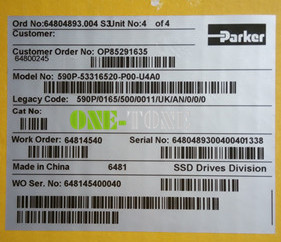 Ord No:64804893.004 S3Unit No:4 of 4
Customer:
Parker
Customer Order No: OP85291635
64800245
Model No: 590P-53316520-P00-U4A0
Legacy Code: 590P/0165/500/0011/UK/AN/0/0/0
Cat No:
ONE-TONE
Work Order: 64814540
Serial No: 6480489300400401338
Made in China 6481 SSD Drives Division
WO Ser. No: 648145400040